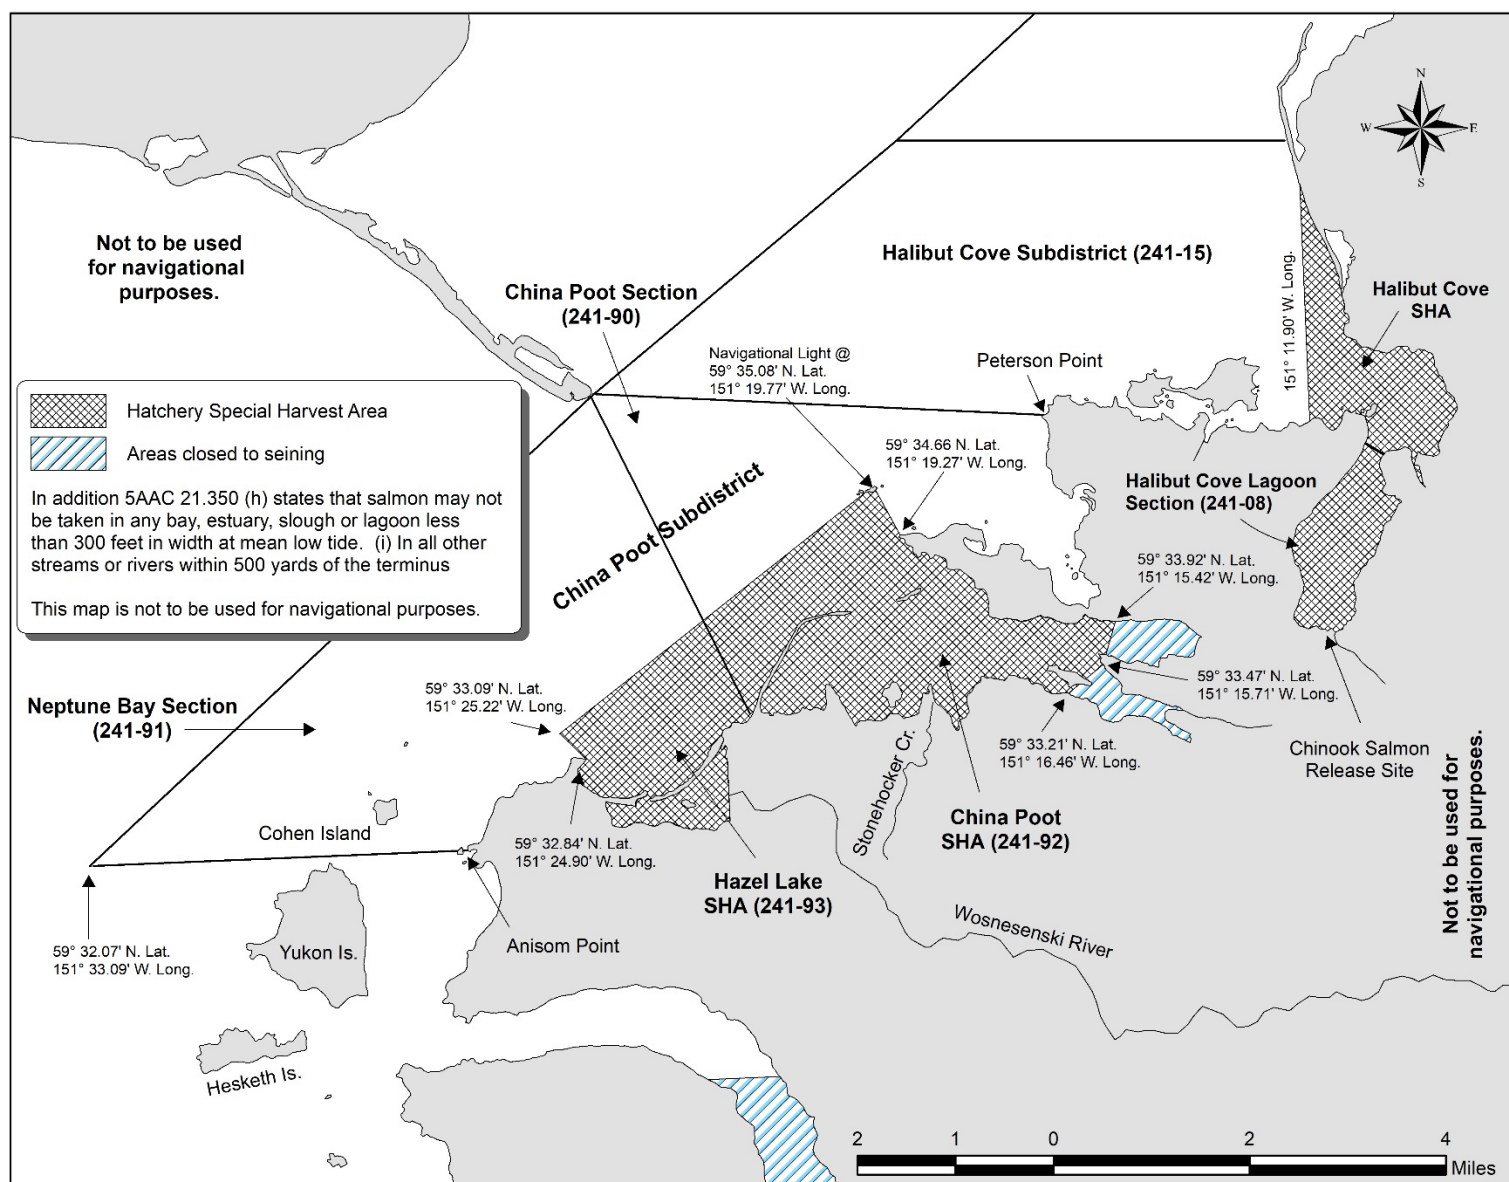 N
W
E
S
Not to be used
for navigational
purposes.
China Poot Section
(241-90)
Halibut Cove Subdistrict (241-15)
151° 11.90' W. Long.
Halibut Cove
SHA
Navigational Light @
59° 35.08' N. Lat.
151° 19.77' W. Long.
Peterson Point
Hatchery Special Harvest Area
Areas closed to seining
In addition 5AAC 21.350 (h) states that salmon may not
be taken in any bay, estuary, slough or lagoon less
than 300 feet in width at mean low tide.  (i) In all other
streams or rivers within 500 yards of the terminus
This map is not to be used for navigational purposes.
59° 34.66 N. Lat.
151° 19.27' W. Long.
Halibut Cove Lagoon
Section (241-08)
China Poot Subdistrict
59° 33.92' N. Lat.
151° 15.42' W. Long.
59° 33.09' N. Lat.
151° 25.22' W. Long.
59° 33.47' N. Lat.
151° 15.71' W. Long.
Neptune Bay Section
(241-91)
59° 33.21' N. Lat.
151° 16.46' W. Long.
Chinook Salmon
Release Site
Not to be used for
navigational purposes.
Stonehocker Cr.
China Poot
SHA (241-92)
Cohen Island
59° 32.84' N. Lat.
151° 24.90' W. Long.
Hazel Lake
SHA (241-93)
Wosnesenski River
59° 32.07' N. Lat.
151° 33.09' W. Long.
Yukon Is.
Anisom Point
Hesketh Is.
2
1
0
2
4
Miles